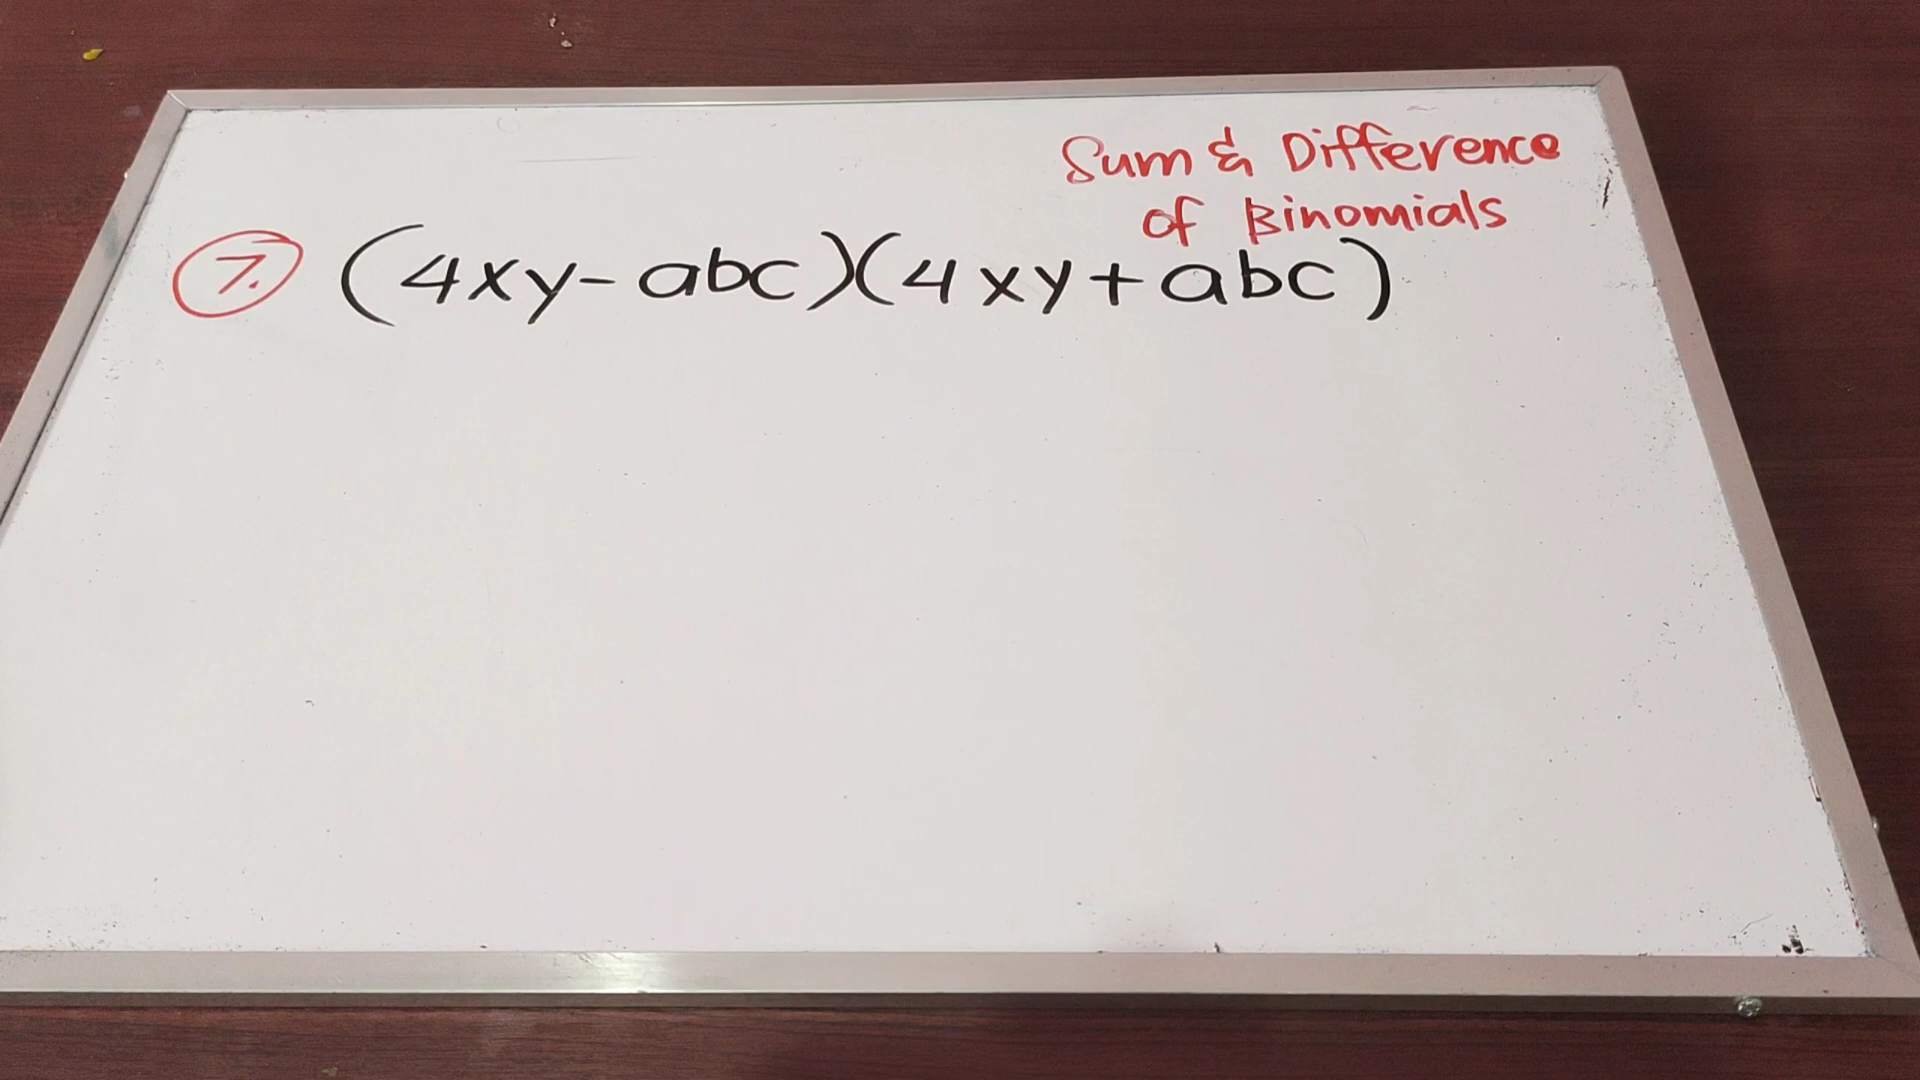 Sum & Difference
of Binomials
7. (4xy-abc)(4xy+abc)